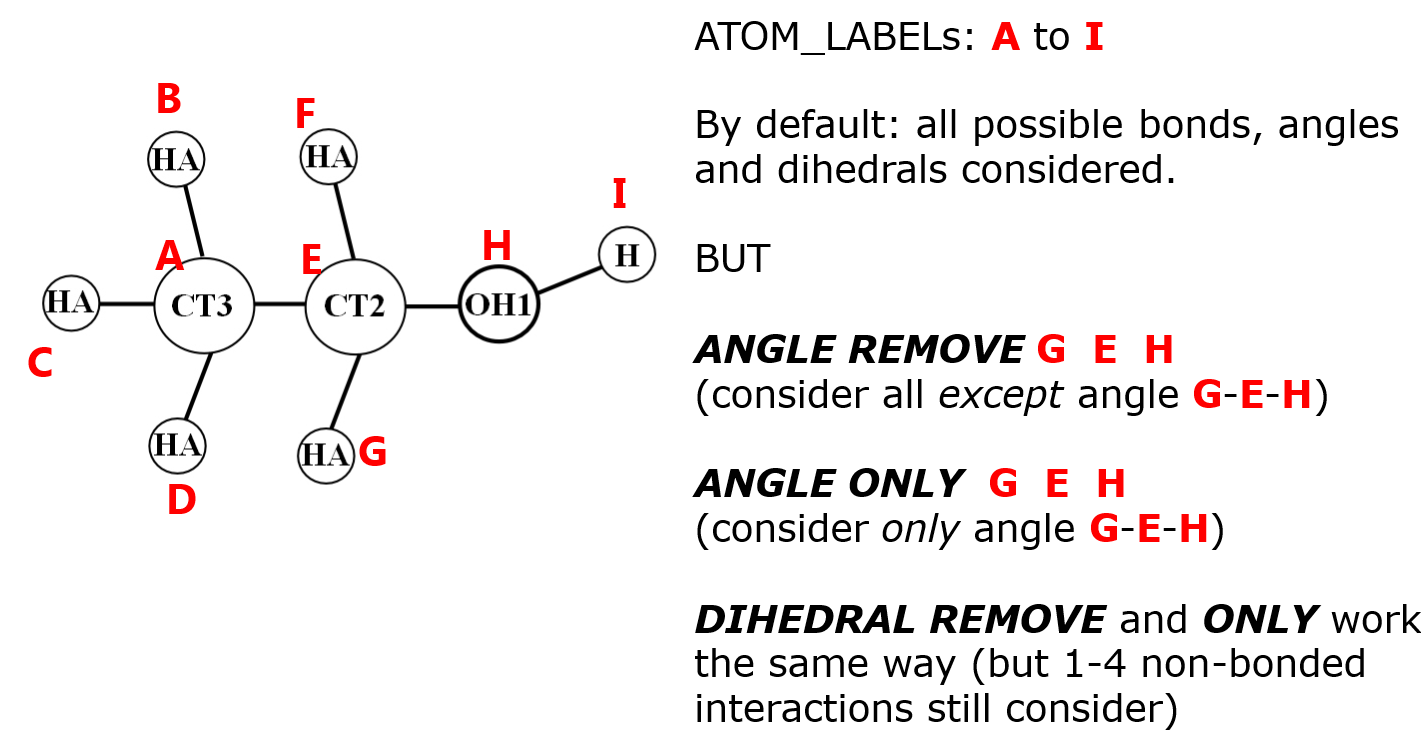 ATOM_LABELs: A to I
By default: all possible bonds, angles
and dihedrals considered.
BUT
ANGLE REMOVE G E H
(consider all except angle G-E-H)
ANGLE ONLY G E H
(consider only angle G-E-H)
DIHEDRAL REMOVE and ONLY work
the same way (but 1-4 non-bonded
interactions still consider)
B
F
HA
HA
I
A
E
H
H
HA
CT3
CT2
OH1
C
HA
HA
G
D